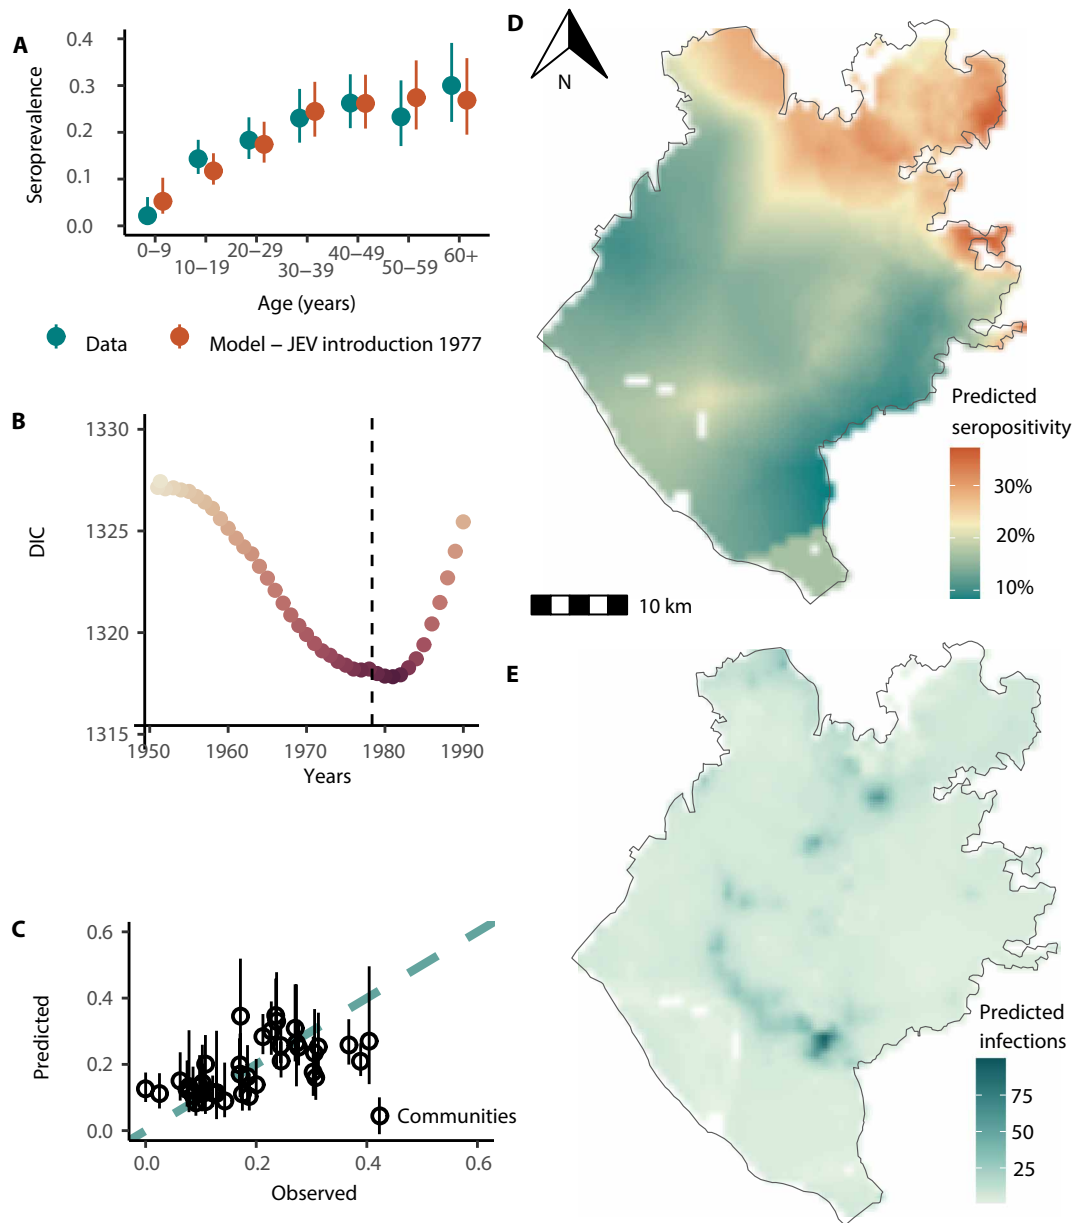 A
0.4
0.3
0.2
0.1
0.0
Seroprevalence
0–9
10–19
20–29
30–39
40–49
50–59
60+
Age (years)
Data
Model – JEV introduction 1977
B
1330
1325
1320
1315
DIC
1950
1960
1970
1980
1990
Years
C
0.6
0.4
0.2
0.0
Predicted
Communities
0.0
0.2
0.4
0.6
Observed
D
N
Predicted
seropositivity
30%
20%
10%
10 km
E
Predicted
infections
75
50
25